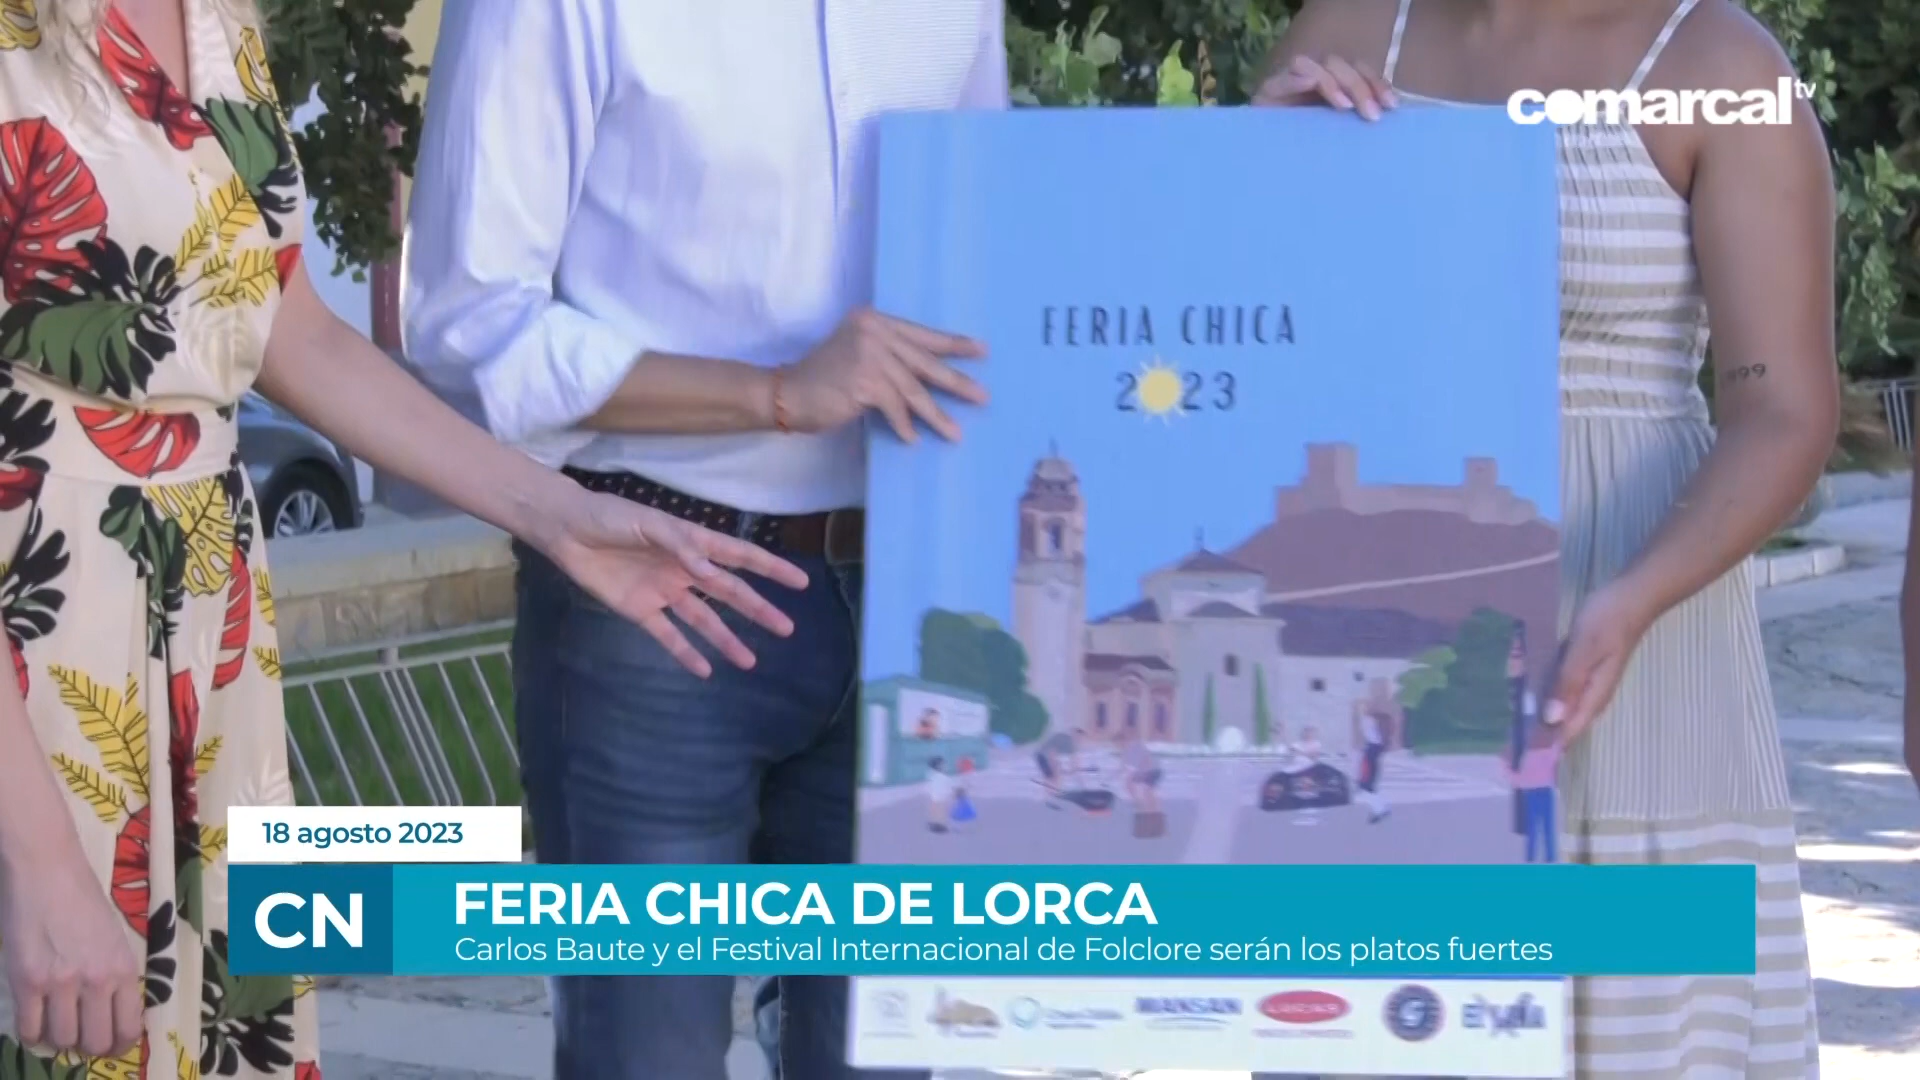 comarcal tv
FERIA CHICA
2023
18 agosto 2023
CN
FERIA CHICA DE LORCA
Carlos Baute y el Festival Internacional de Folclore serán los platos fuertes
MANSAN